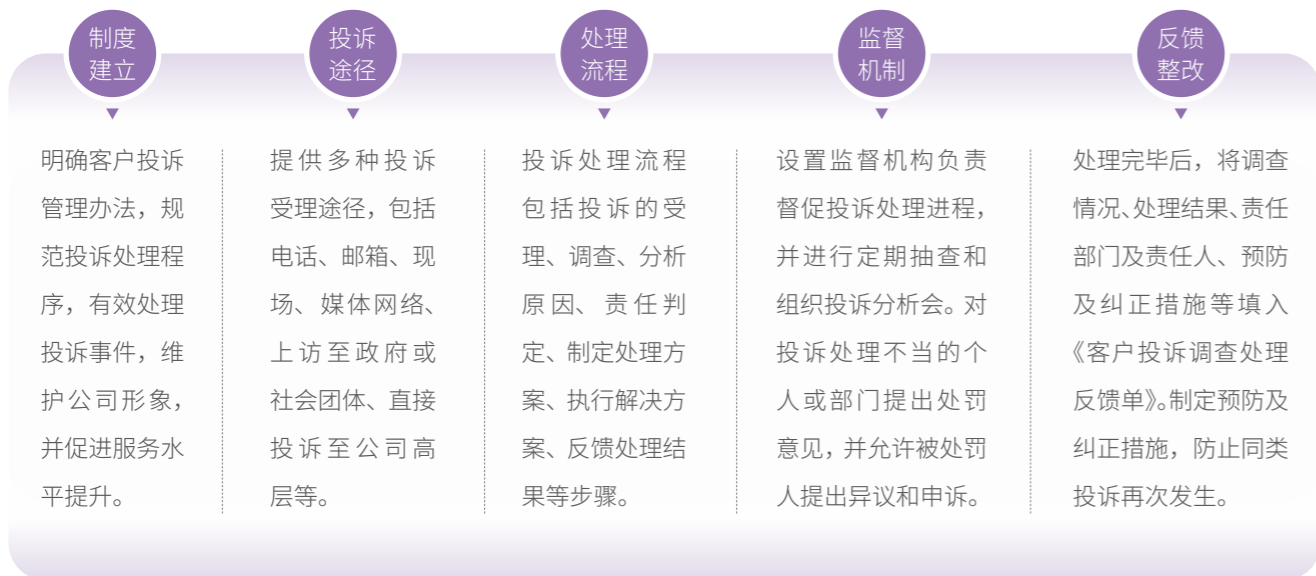 制度
建立
明确客户投诉
管理办法，规
范投诉处理程
序，有效处理
投诉事件，维
护公司形象，
并促进服务水
平提升。
投诉
途径
提供多种投诉
受理途径，包括
电话、邮箱、现
场、媒体网络、
上访至政府或
社会团体、直接
投诉至公司高
层等。
处理
流程
投诉处理流程
包括投诉的受
理、调查、分析
原因、责任判
定、制定处理方
案、执行解决方
案、反馈处理结
果等步骤。
监督
机制
设置监督机构负责
督促投诉处理进程，
并进行定期抽查和
组织投诉分析会。对
投诉处理不当的个
人或部门提出处罚
意见，并允许被处罚
人提出异议和申诉。
反馈
整改
处理完毕后，将调查
情况、处理结果、责任
部门及责任人、预防
及纠正措施等填入
《客户投诉调查处理
反馈单》。制定预防及
纠正措施，防止同类
投诉再次发生。